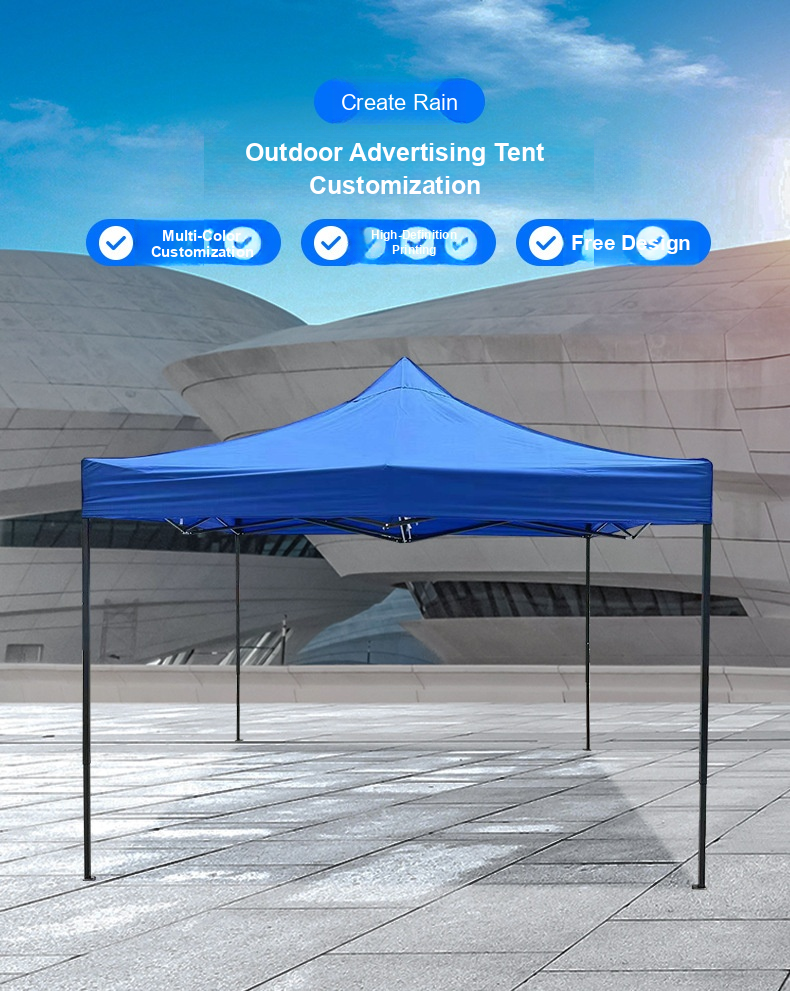 Create Rain
Outdoor Advertising Tent
Customization
Multi-Color
Customization
High-Definition
Printing
Free Design